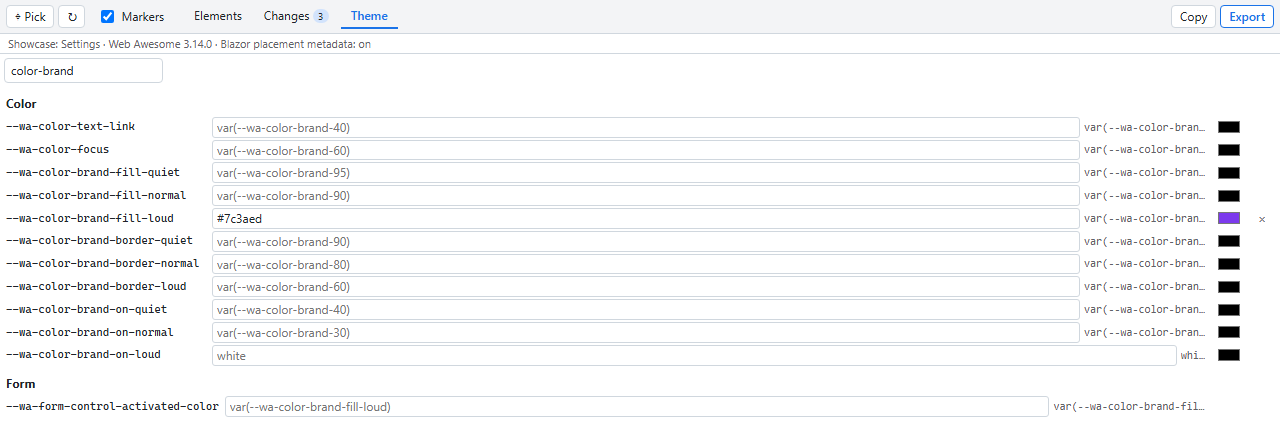 ⌖ Pick ↻ Markers Elements Changes 3 Theme Copy Export
Showcase: Settings · Web Awesome 3.14.0 · Blazor placement metadata: on
color-brand
Color
--wa-color-text-link var(--wa-color-brand-40) var(--wa-color-bran…
--wa-color-focus var(--wa-color-brand-60) var(--wa-color-bran…
--wa-color-brand-fill-quiet var(--wa-color-brand-95) var(--wa-color-bran…
--wa-color-brand-fill-normal var(--wa-color-brand-90) var(--wa-color-bran…
--wa-color-brand-fill-loud #7c3aed var(--wa-color-bran… ×
--wa-color-brand-border-quiet var(--wa-color-brand-90) var(--wa-color-bran…
--wa-color-brand-border-normal var(--wa-color-brand-80) var(--wa-color-bran…
--wa-color-brand-border-loud var(--wa-color-brand-60) var(--wa-color-bran…
--wa-color-brand-on-quiet var(--wa-color-brand-40) var(--wa-color-bran…
--wa-color-brand-on-normal var(--wa-color-brand-30) var(--wa-color-bran…
--wa-color-brand-on-loud white whi…
Form
--wa-form-control-activated-color var(--wa-color-brand-fill-loud) var(--wa-color-brand-fil…